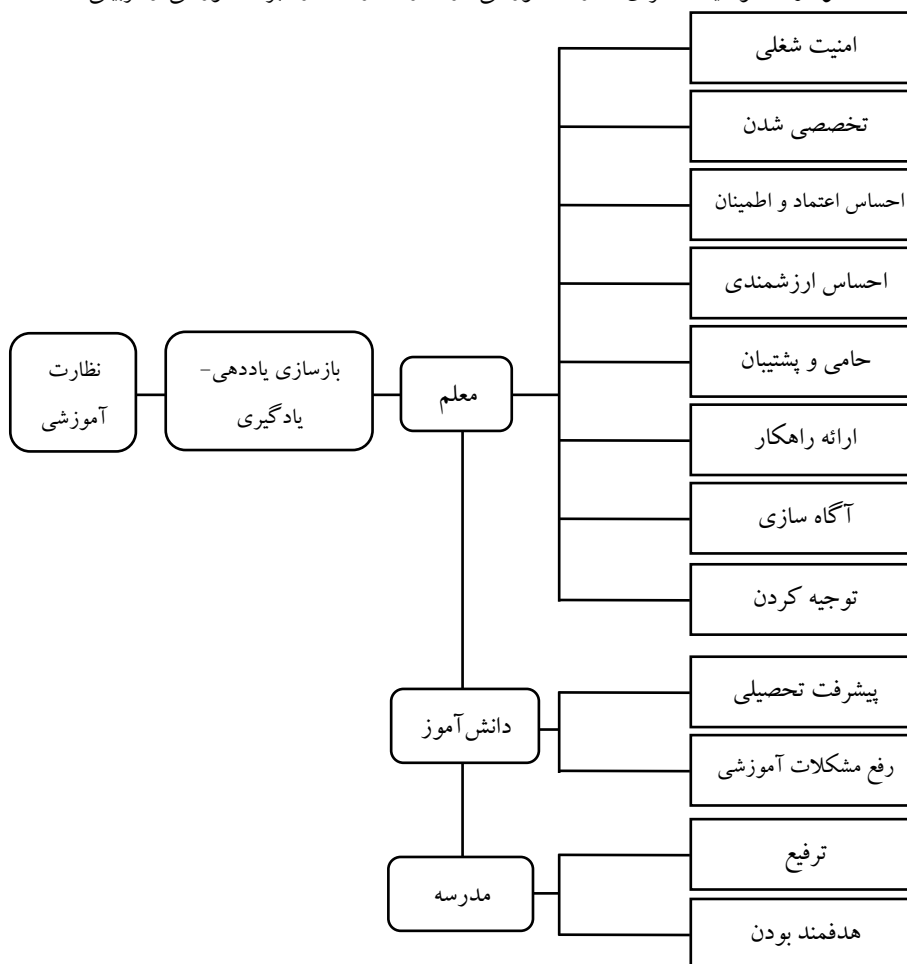 امنیت شغلی
تخصصی شدن
احساس اعتماد و اطمینان
احساس ارزشمندی
حامی و پشتیبان
ارائه راهکار
آگاه سازی
توجیه کردن
معلم
بازسازی یاددهی-
یادگیری
نظارت
آموزشی
پیشرفت تحصیلی
رفع مشکلات آموزشی
دانش‌آموز
ترفیع
هدفمند بودن
مدرسه